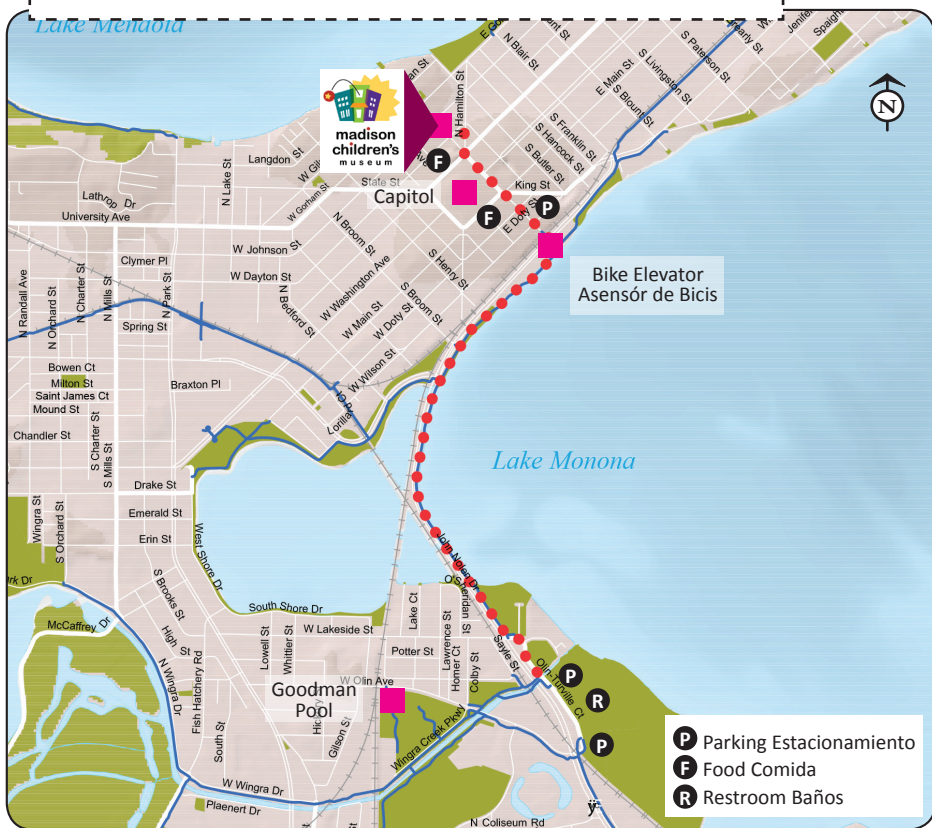 Lake Mendota
N Blair St
S Paterson St
S Livingston St
E Main St
S Blount St
N Hamilton St
madison
children's
museum
S Franklin St
S Hancock St
S Butler St
Langdon St
N Lake St
State St
W Gorham St
King St
E Doty St
F
F
P
Capitol
Lathrop Dr
University Ave
N Broom St
W Johnson St
S Henry St
W Washington Ave
Clymer Pl
W Dayton St
N Bedford St
S Broom St
W Main St
W Doty St
N Randall Ave
N Orchard St
N Charter St
N Mills St
N Park St
Spring St
W Wilson St
Bike Elevator
Asensór de Bicis
N
Bowen Ct
Milton St
Saint James Ct
Mound St
Braxton Pl
Chandler St
S Charter St
S Mills St
Lake Monona
Drake St
Emerald St
Erin St
Wingra St
S Orchard St
West Shore Dr
John Nolen Dr
O'Sheridan St
South Shore Dr
S Brooks St
McCaffrey Dr
W Lakeside St
Lake Ct
Lawrence St
Potter St
Homer Ct
Colby St
Sayle St
High St
Lowell St
Whittier St
N Wingra Dr
Fish Hatchery Rd
W Olin Ave
Olin-Turville Ct
Goodman
Pool
Gilson St
South St
Wingra Creek Pkwy
P
R
P
W Wingra Dr
Plaenert Dr
N Coliseum Rd
P Parking Estacionamiento
F Food Comida
R Restroom Baños